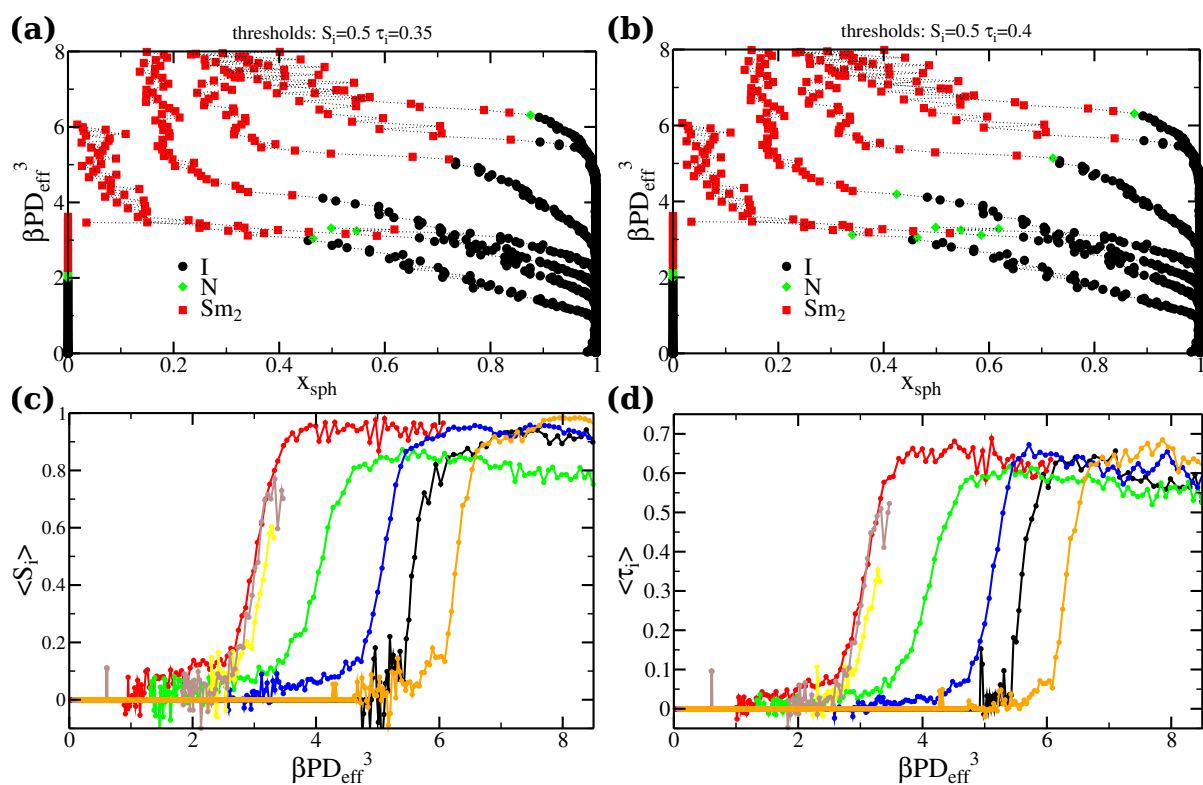 (a)
thresholds: S_i=0.5 τ_i=0.35
8
6
4
2
0
βPD_eff^3
I
N
Sm_2
0
0.2
0.4
0.6
0.8
1
x_sph
(b)
thresholds: S_i=0.5 τ_i=0.4
8
6
4
2
0
βPD_eff^3
I
N
Sm_2
0
0.2
0.4
0.6
0.8
1
x_sph
(c)
1
0.8
0.6
0.4
0.2
0
<S_i>
0
2
4
6
8
βPD_eff^3
(d)
0.7
0.6
0.5
0.4
0.3
0.2
0.1
0
<τ_i>
0
2
4
6
8
βPD_eff^3